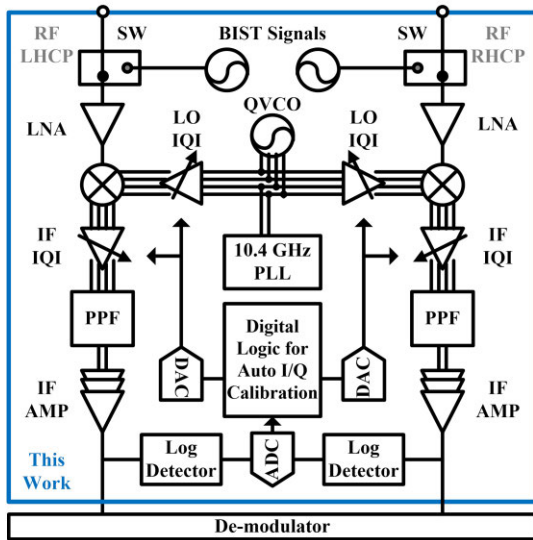 RF
LHCP
SW
BIST Signals
SW
RF
RHCP
LNA
LO
IQI
QVCO
LO
IQI
LNA
IF
IQI
10.4 GHz
PLL
IF
IQI
PPF
Digital
Logic for
Auto I/Q
Calibration
PPF
DAC
DAC
IF
AMP
IF
AMP
This
Work
Log
Detector
ADC
Log
Detector
De-modulator